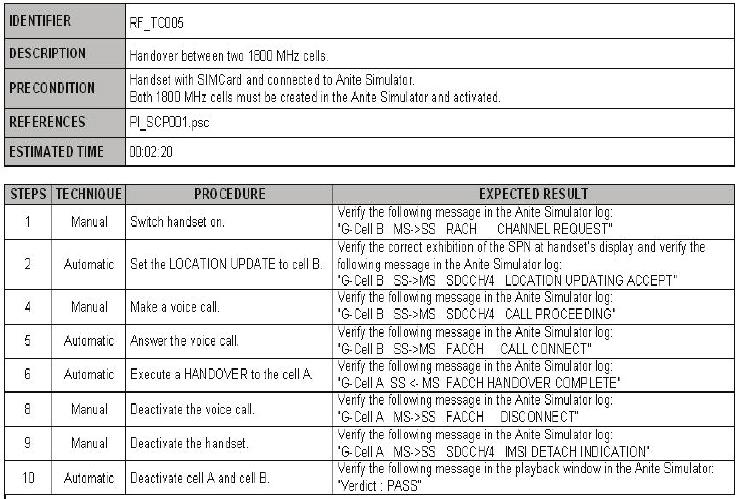 IDENTIFIER RF_TC005
DESCRIPTION Handover between two 1800 MHz cells.
PRECONDITION Handset with SIMCard and connected to Anite Simulator.
Both 1800 MHz cells must be created in the Anite Simulator and activated.
REFERENCES PI_SCP001.psc
ESTIMATED TIME 00:02:20
STEPS TECHNIQUE PROCEDURE EXPECTED RESULT
1 Manual Switch handset on. Verify the following message in the Anite Simulator log:
"G-Cell B MS->SS RACH CHANNEL REQUEST"
2 Automatic Set the LOCATION UPDATE to cell B. Verify the correct exhibition of the SPN at handset's display and verify the
following message in the Anite Simulator log:
"G-Cell B SS->MS SDCCH/4 LOCATION UPDATING ACCEPT"
4 Manual Make a voice call. Verify the following message in the Anite Simulator log:
"G-Cell B SS->MS SDCCH/4 CALL PROCEEDING"
5 Automatic Answer the voice call. Verify the following message in the Anite Simulator log:
"G-Cell B SS->MS FACCH CALL CONNECT"
6 Automatic Execute a HANDOVER to the cell A. Verify the following message in the Anite Simulator log:
"G-Cell A SS <- MS FACCH HANDOVER COMPLETE"
8 Manual Deactivate the voice call. Verify the following message in the Anite Simulator log:
"G-Cell A MS->SS FACCH DISCONNECT"
9 Manual Deactivate the handset. Verify the following message in the Anite Simulator log:
"G-Cell A MS->SS SDCCH/4 IMSI DETACH INDICATION"
10 Automatic Deactivate cell A and cell B. Verify the following message in the playback window in the Anite Simulator:
"Verdict : PASS"